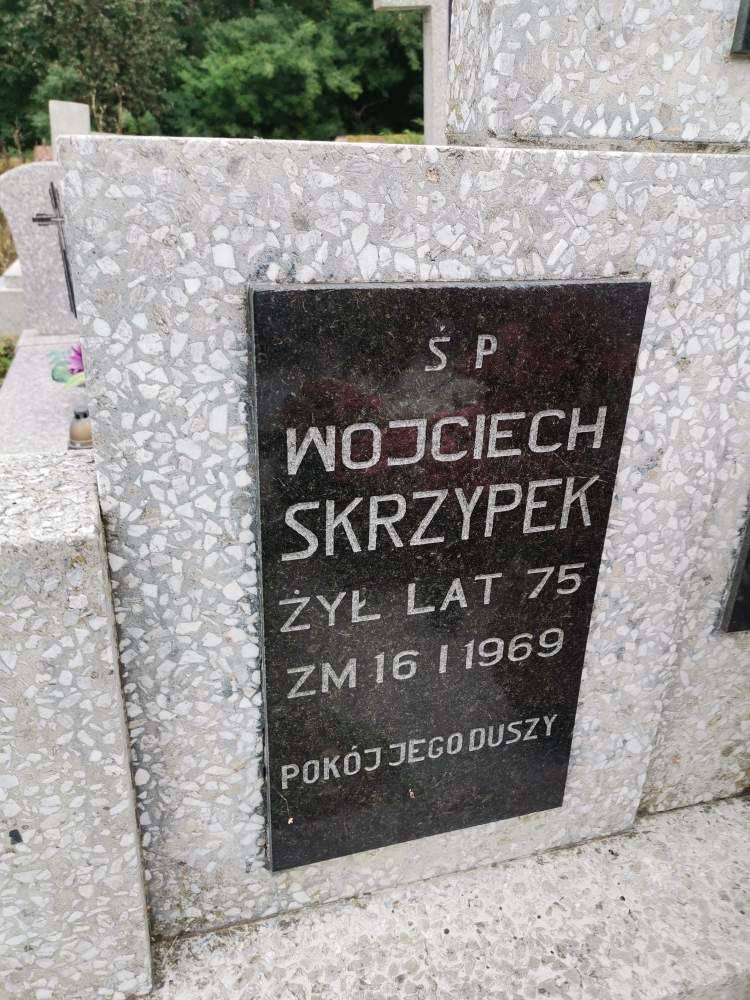 Ś P
WOJCIECH
SKRZYPEK
ŻYŁ LAT 75
ZM 16 I 1969
POKÓJ JEGO DUSZY